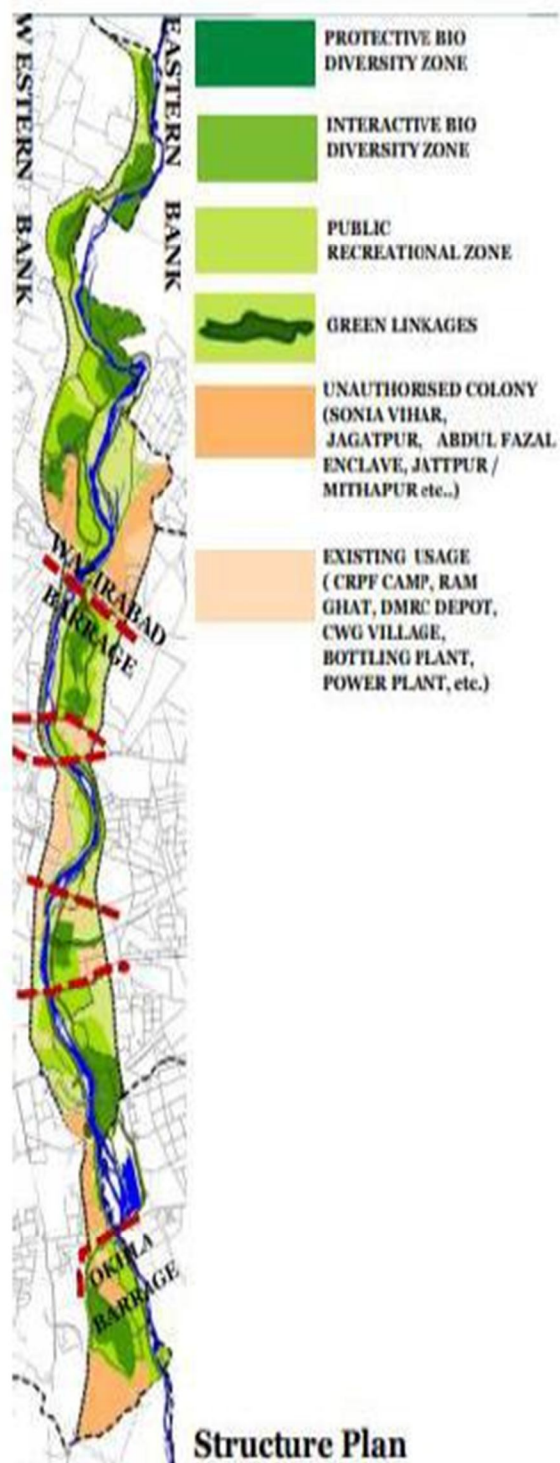 WESTERN BANK
EASTERN BANK
PROTECTIVE BIO
DIVERSITY ZONE
INTERACTIVE BIO
DIVERSITY ZONE
PUBLIC
RECREATIONAL ZONE
GREEN LINKAGES
UNAUTHORISED COLONY
(SONIA VIHAR,
JAGATPUR, ABDUL FAZAL
ENCLAVE, JATTPUR /
MITHAPUR etc..)
EXISTING USAGE
( CRPF CAMP, RAM
GHAT, DMRC DEPOT,
CWG VILLAGE,
BOTTLING PLANT,
POWER PLANT, etc.)
WAZIRABAD
BARRAGE
OKHLA
BARRAGE
Structure Plan